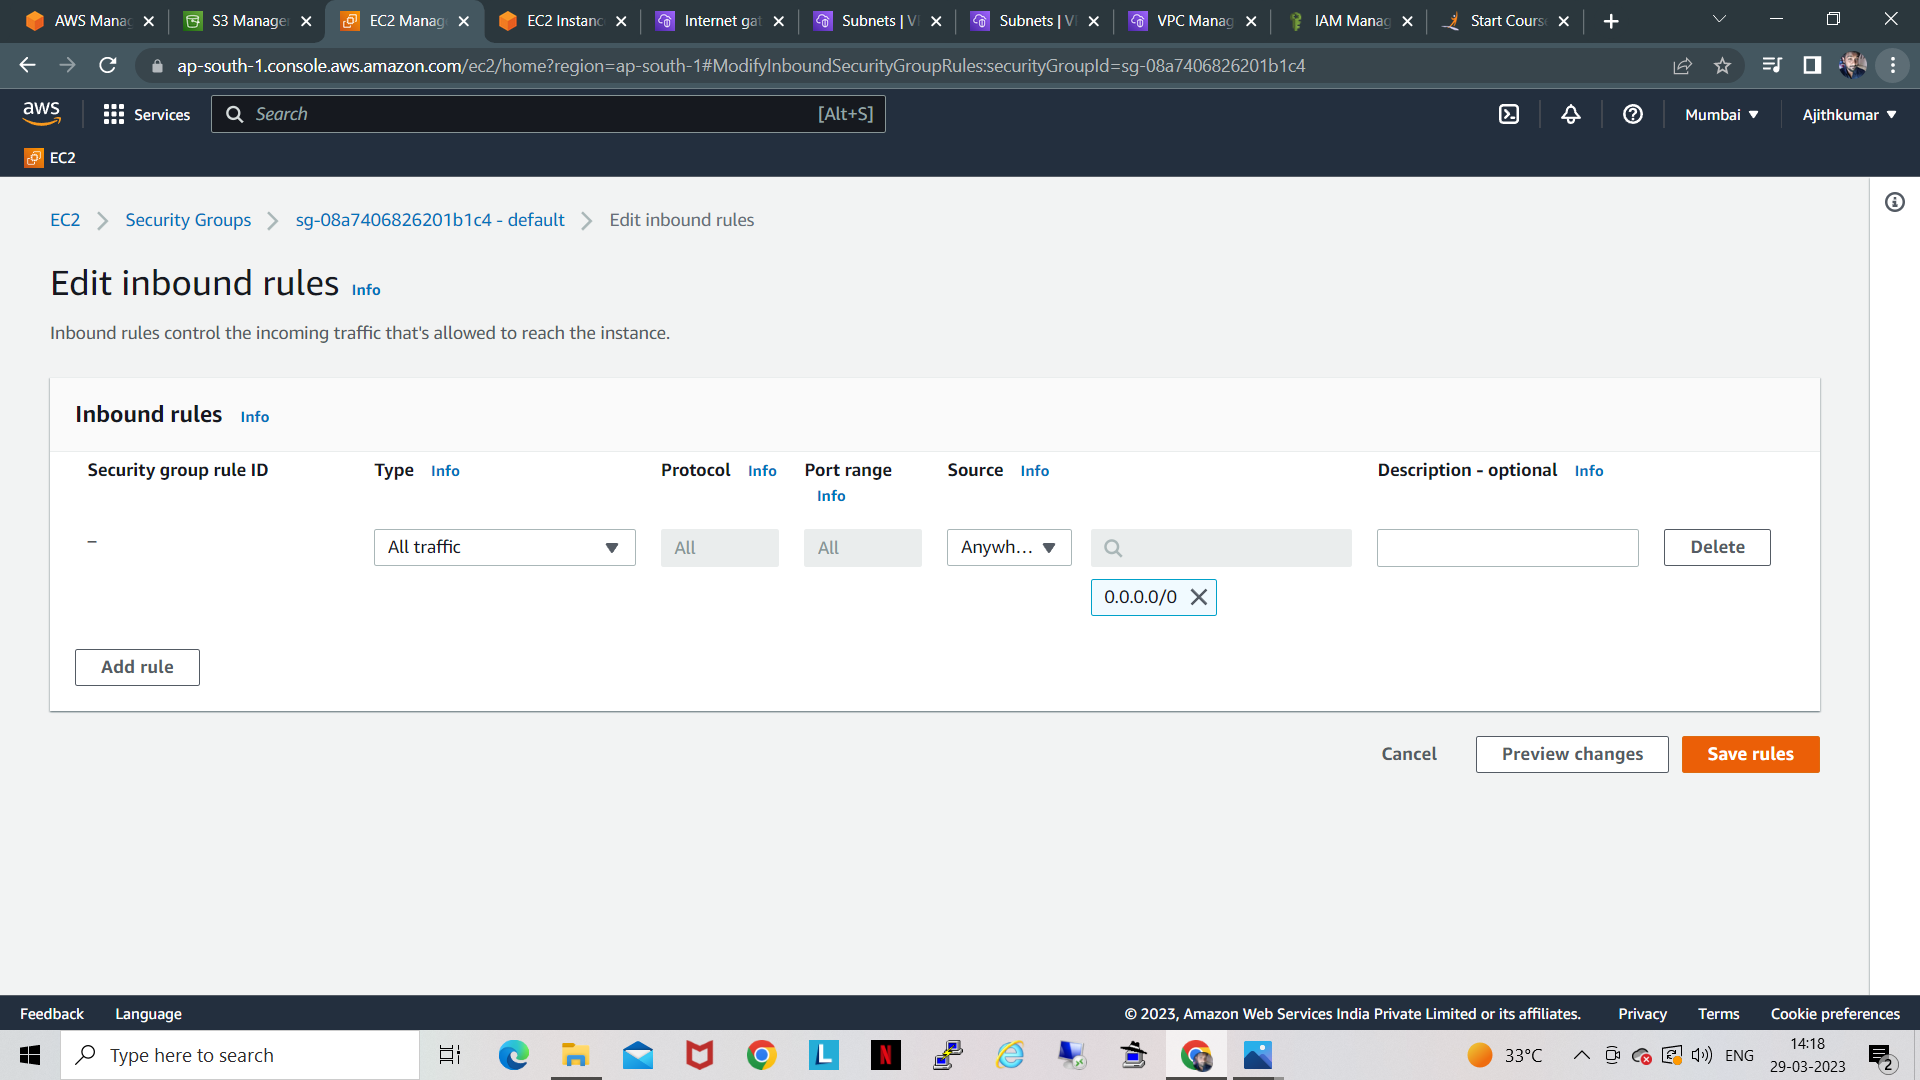 AWS Manag
S3 Manager
EC2 Manag
EC2 Instanc
Internet gat
Subnets | V
Subnets | V
VPC Manag
IAM Manag
Start Course
ap-south-1.console.aws.amazon.com/ec2/home?region=ap-south-1#ModifyInboundSecurityGroupRules:securityGroupId=sg-08a7406826201b1c4
aws
Services
Search
[Alt+S]
Mumbai
Ajithkumar
EC2
EC2
Security Groups
sg-08a7406826201b1c4 - default
Edit inbound rules
Edit inbound rules Info
Inbound rules control the incoming traffic that's allowed to reach the instance.
Inbound rules Info
Security group rule ID
Type Info
Protocol Info
Port range
Info
Source Info
Description - optional Info
–
All traffic
All
All
Anywh...
Delete
0.0.0.0/0
Add rule
Cancel
Preview changes
Save rules
Feedback
Language
© 2023, Amazon Web Services India Private Limited or its affiliates.
Privacy
Terms
Cookie preferences
Type here to search
L
N
33°C
ENG
14:18
29-03-2023
2